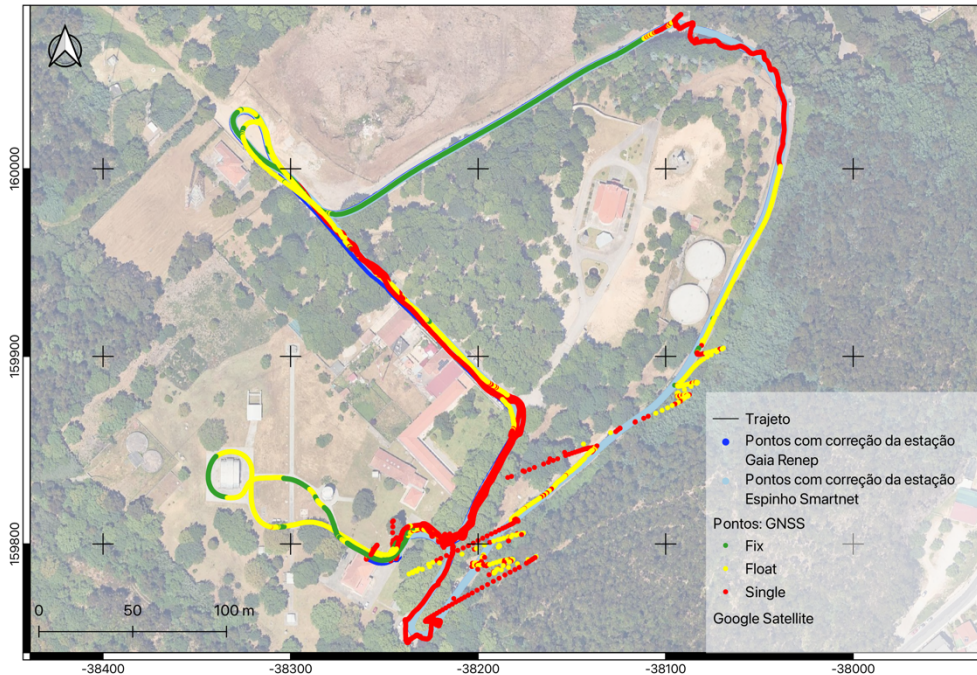 160000
159900
159800
Trajeto
Pontos com correção da estação
Gaia Renep
Pontos com correção da estação
Espinho Smartnet
Pontos: GNSS
Fix
Float
Single
Google Satellite
0 50 100 m
-38400 -38300 -38200 -38100 -38000